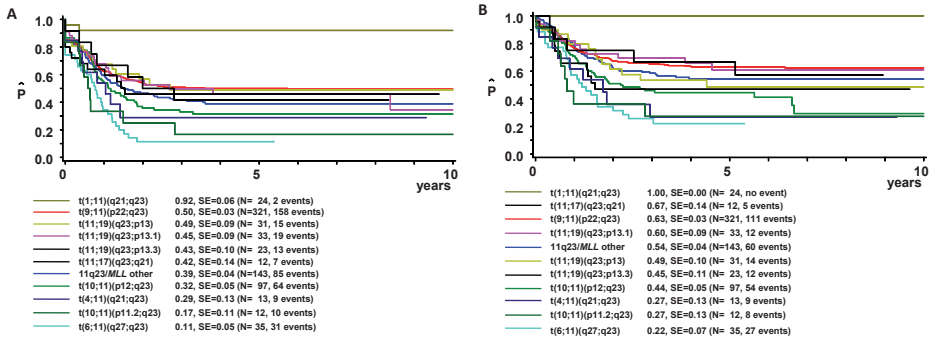 A
1.0
0.8
0.6
P̂
0.4
0.2
0.0
0
5
10
years
t(1;11)(q21;q23) 0.92, SE=0.06 (N= 24, 2 events)
t(9;11)(p22;q23) 0.50, SE=0.03 (N=321, 158 events)
t(11;19)(q23;p13) 0.49, SE=0.09 (N= 31, 15 events)
t(11;19)(q23;p13.1) 0.45, SE=0.09 (N= 33, 19 events)
t(11;19)(q23;p13.3) 0.43, SE=0.10 (N= 23, 13 events)
t(11;17)(q23;q21) 0.42, SE=0.14 (N= 12, 7 events)
11q23/MLL other 0.39, SE=0.04 (N=143, 85 events)
t(10;11)(p12;q23) 0.32, SE=0.05 (N= 97, 64 events)
t(4;11)(q21;q23) 0.29, SE=0.13 (N= 13, 9 events)
t(10;11)(p11.2;q23) 0.17, SE=0.11 (N= 12, 10 events)
t(6;11)(q27;q23) 0.11, SE=0.05 (N= 35, 31 events)
B
1.0
0.8
0.6
P̂
0.4
0.2
0.0
0
5
10
years
t(1;11)(q21;q23) 1.00, SE=0.00 (N= 24, no event)
t(11;17)(q23;q21) 0.67, SE=0.14 (N= 12, 5 events)
t(9;11)(p22;q23) 0.63, SE=0.03 (N=321, 111 events)
t(11;19)(q23;p13.1) 0.60, SE=0.09 (N= 33, 12 events)
11q23/MLL other 0.54, SE=0.04 (N=143, 60 events)
t(11;19)(q23;p13) 0.49, SE=0.10 (N= 31, 14 events)
t(11;19)(q23;p13.3) 0.45, SE=0.11 (N= 23, 12 events)
t(10;11)(p12;q23) 0.44, SE=0.05 (N= 97, 54 events)
t(4;11)(q21;q23) 0.27, SE=0.13 (N= 13, 9 events)
t(10;11)(p11.2;q23) 0.27, SE=0.13 (N= 12, 8 events)
t(6;11)(q27;q23) 0.22, SE=0.07 (N= 35, 27 events)